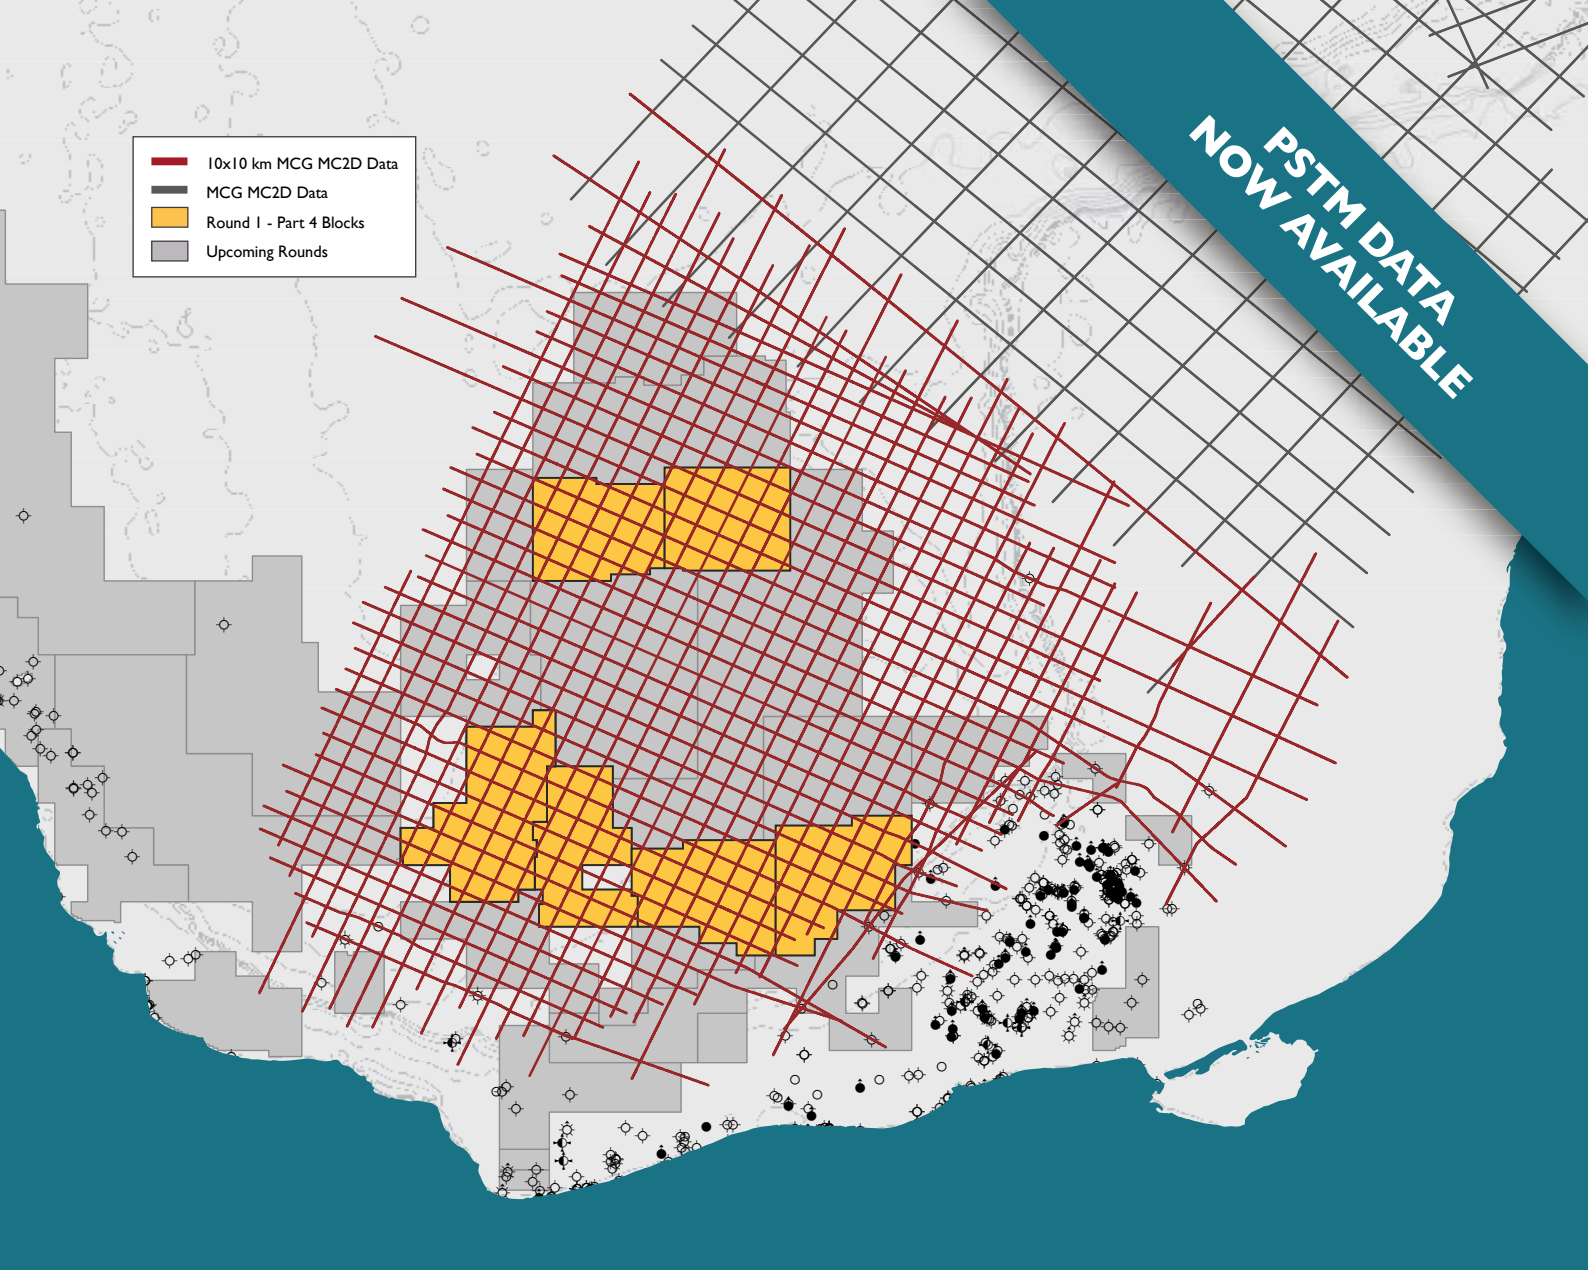 10x10 km MCG MC2D Data
MCG MC2D Data
Round 1 - Part 4 Blocks
Upcoming Rounds
PSTM DATA
NOW AVAILABLE